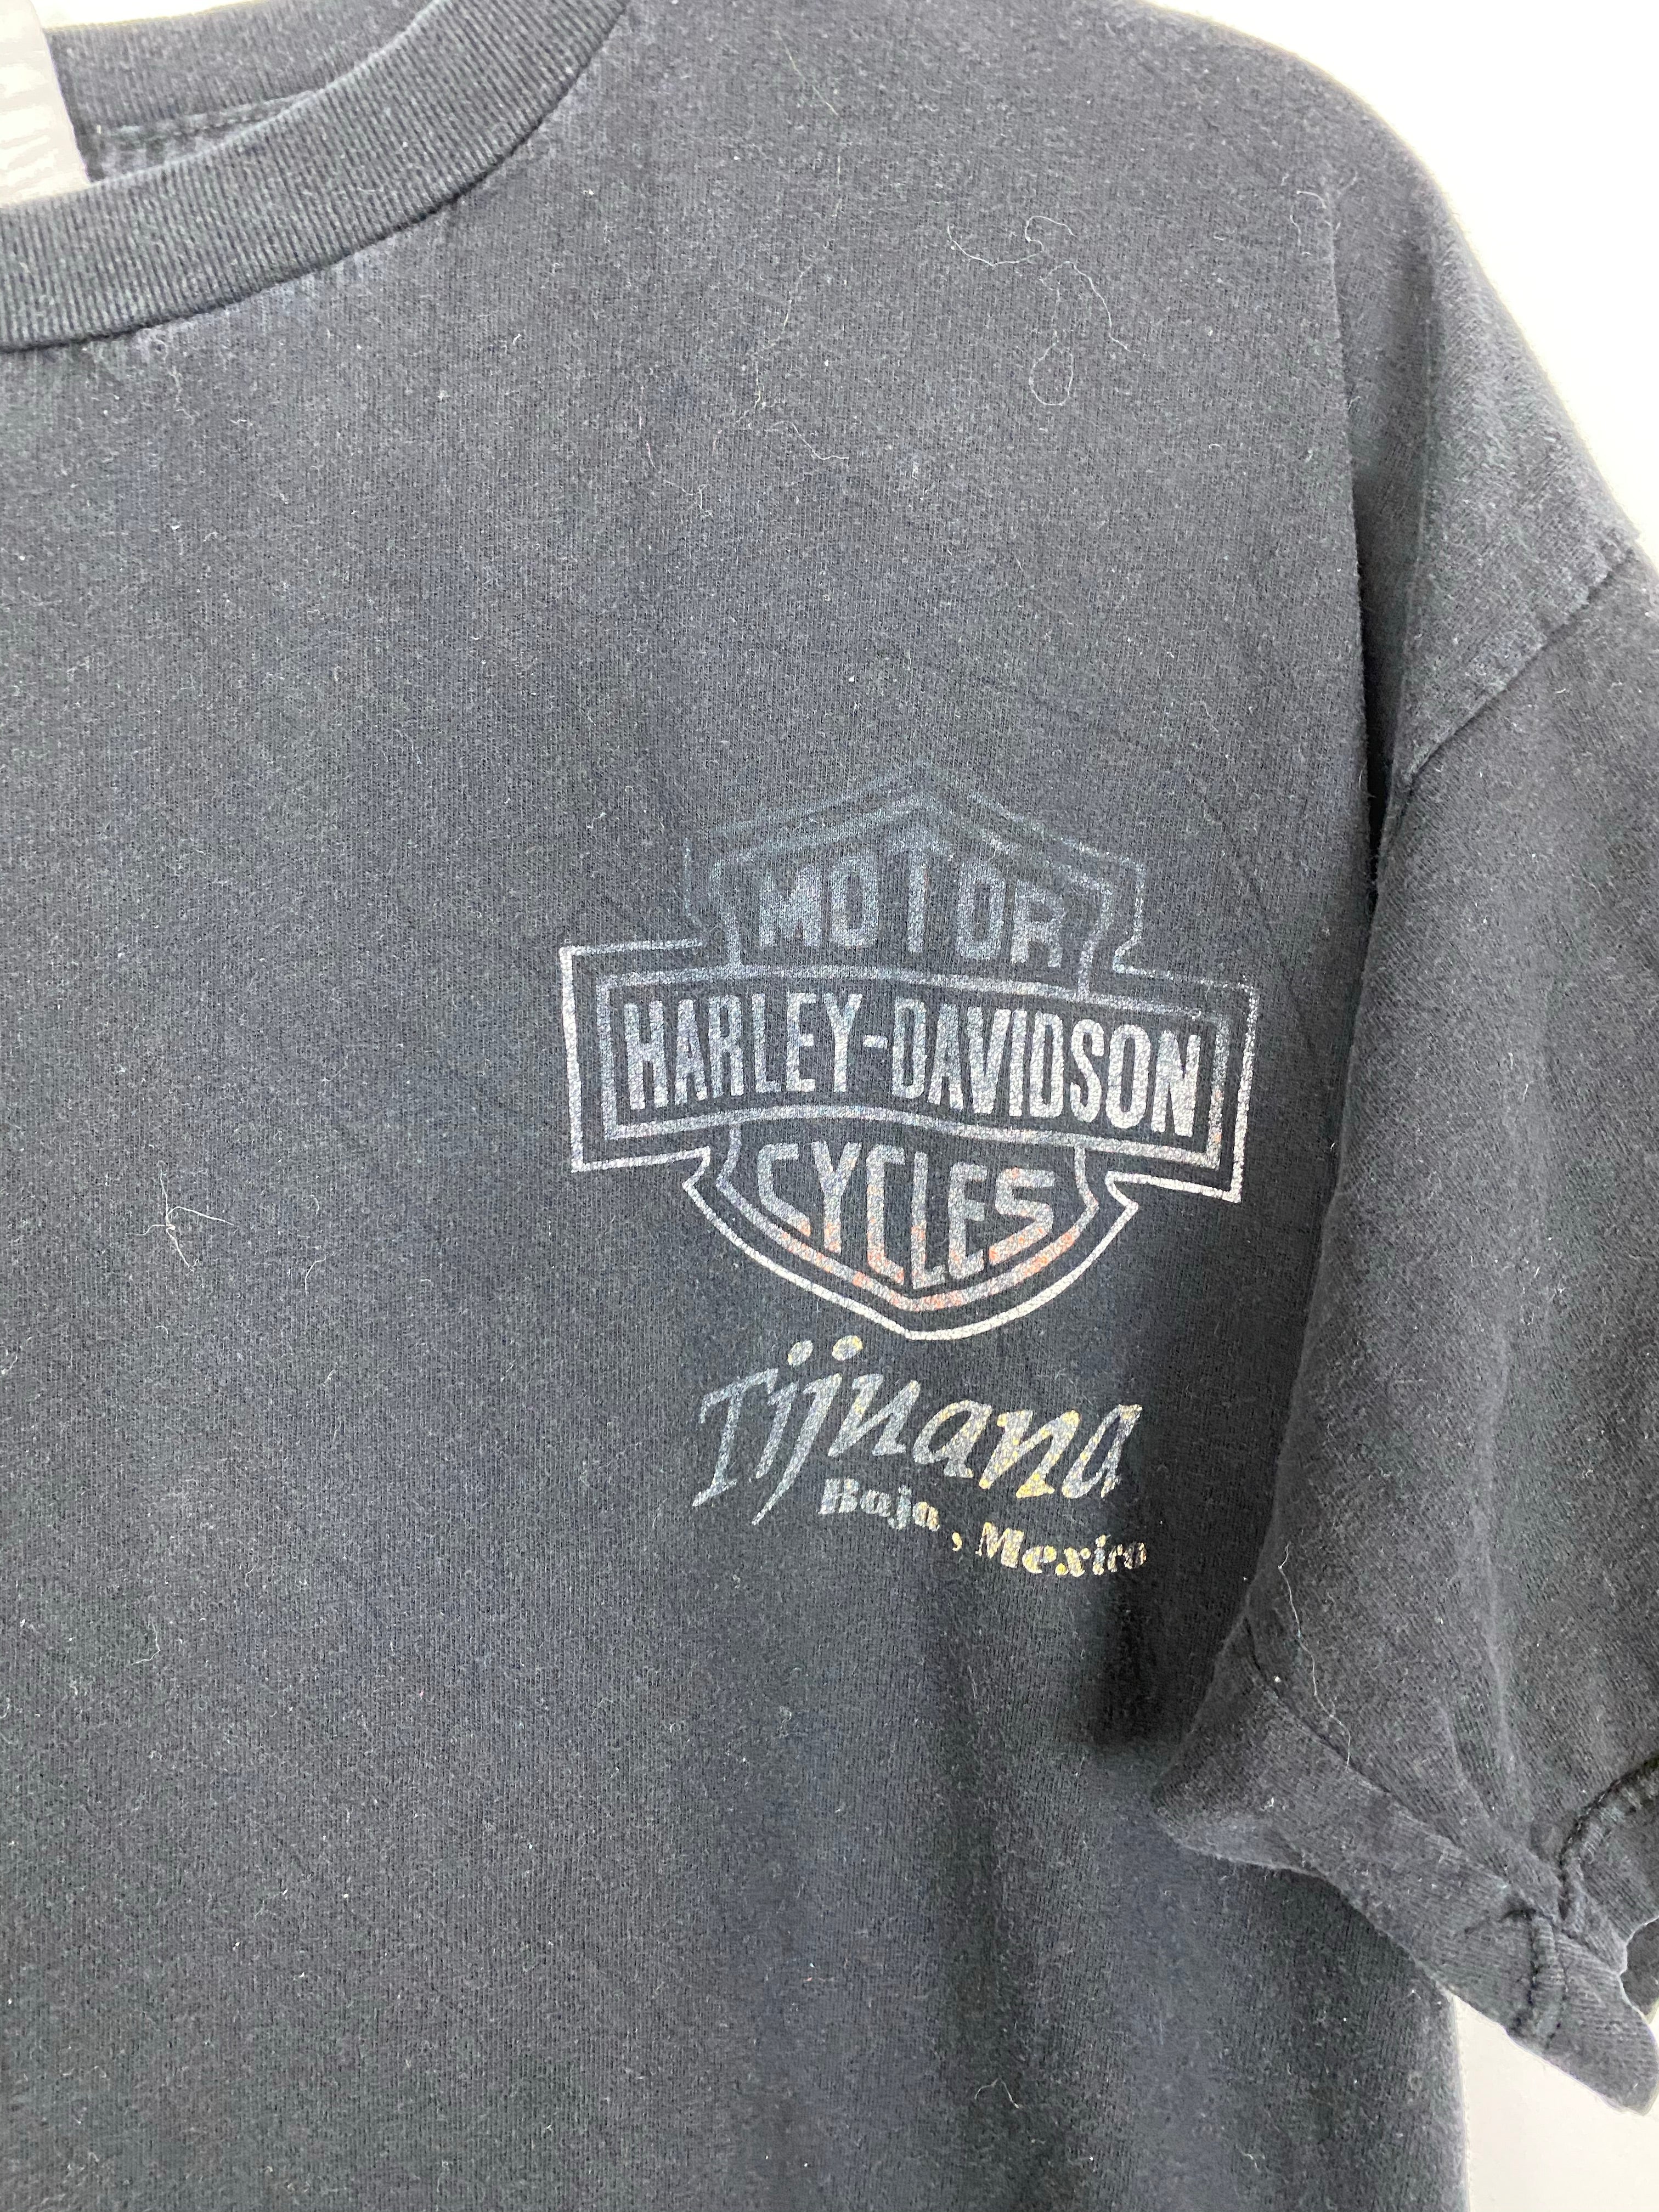 MOTOR
HARLEY-DAVIDSON
CYCLES
Tijuana
Baja, Mexico